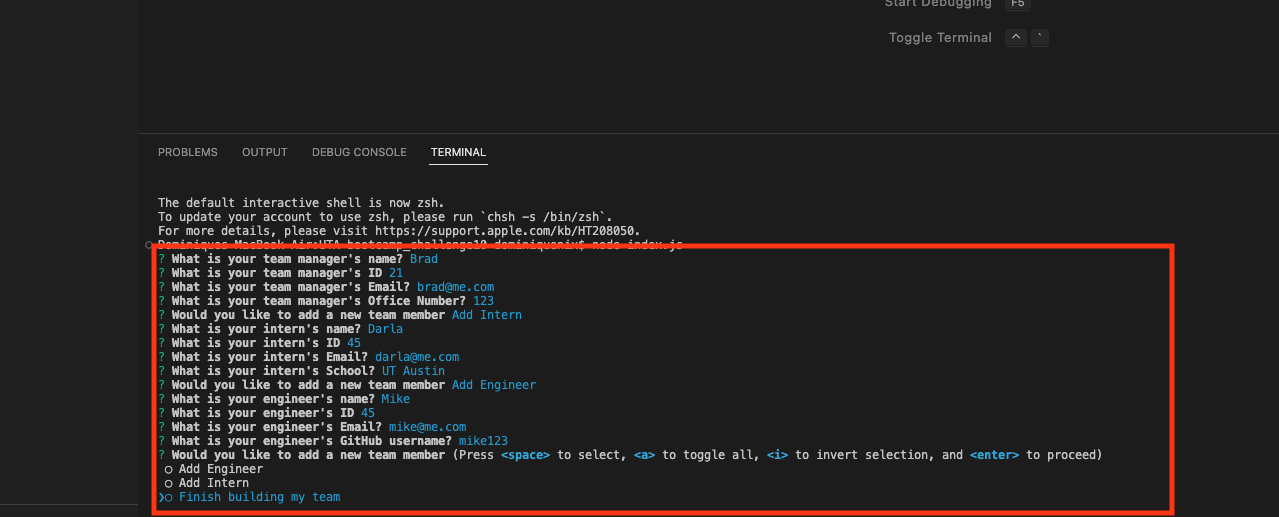 Start Debugging F5
Toggle Terminal ^ `
PROBLEMS OUTPUT DEBUG CONSOLE TERMINAL
The default interactive shell is now zsh.
To update your account to use zsh, please run `chsh -s /bin/zsh`.
For more details, please visit https://support.apple.com/kb/HT208050.
Dominiques-MacBook-Air:UTA-bootcamp_challenge10 dominiquenix$ node index.js
? What is your team manager's name? Brad
? What is your team manager's ID 21
? What is your team manager's Email? brad@me.com
? What is your team manager's Office Number? 123
? Would you like to add a new team member Add Intern
? What is your intern's name? Darla
? What is your intern's ID 45
? What is your intern's Email? darla@me.com
? What is your intern's School? UT Austin
? Would you like to add a new team member Add Engineer
? What is your engineer's name? Mike
? What is your engineer's ID 45
? What is your engineer's Email? mike@me.com
? What is your engineer's GitHub username? mike123
? Would you like to add a new team member (Press <space> to select, <a> to toggle all, <i> to invert selection, and <enter> to proceed)
○ Add Engineer
○ Add Intern
❯○ Finish building my team